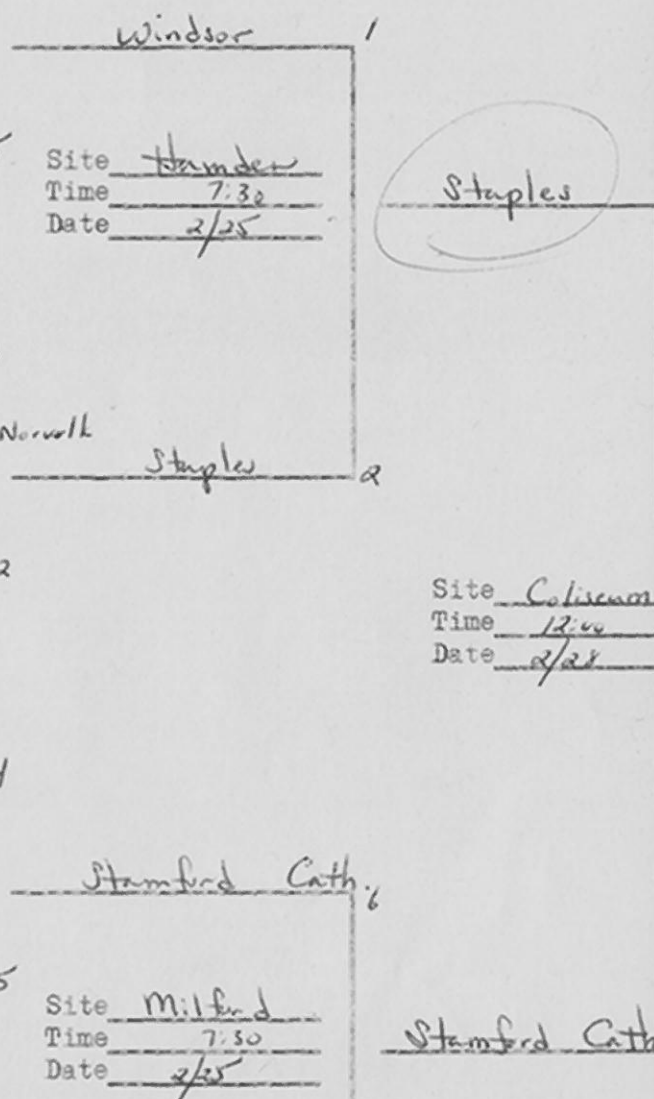 Windsor 1
Site Hamden
Time 7:30
Date 2/25
Staples
Norwalk
Staples 2
2
Site Coliseum
Time 12:00
Date 2/28
Stamford Cath. 6
5
Site Milford
Time 7:30
Date 2/25
Stamford Cath